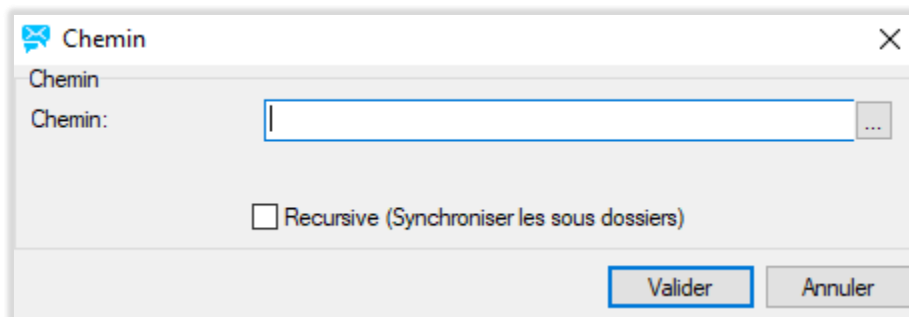 Chemin
Chemin
Chemin:
...
Recursive (Synchroniser les sous dossiers)
Valider
Annuler